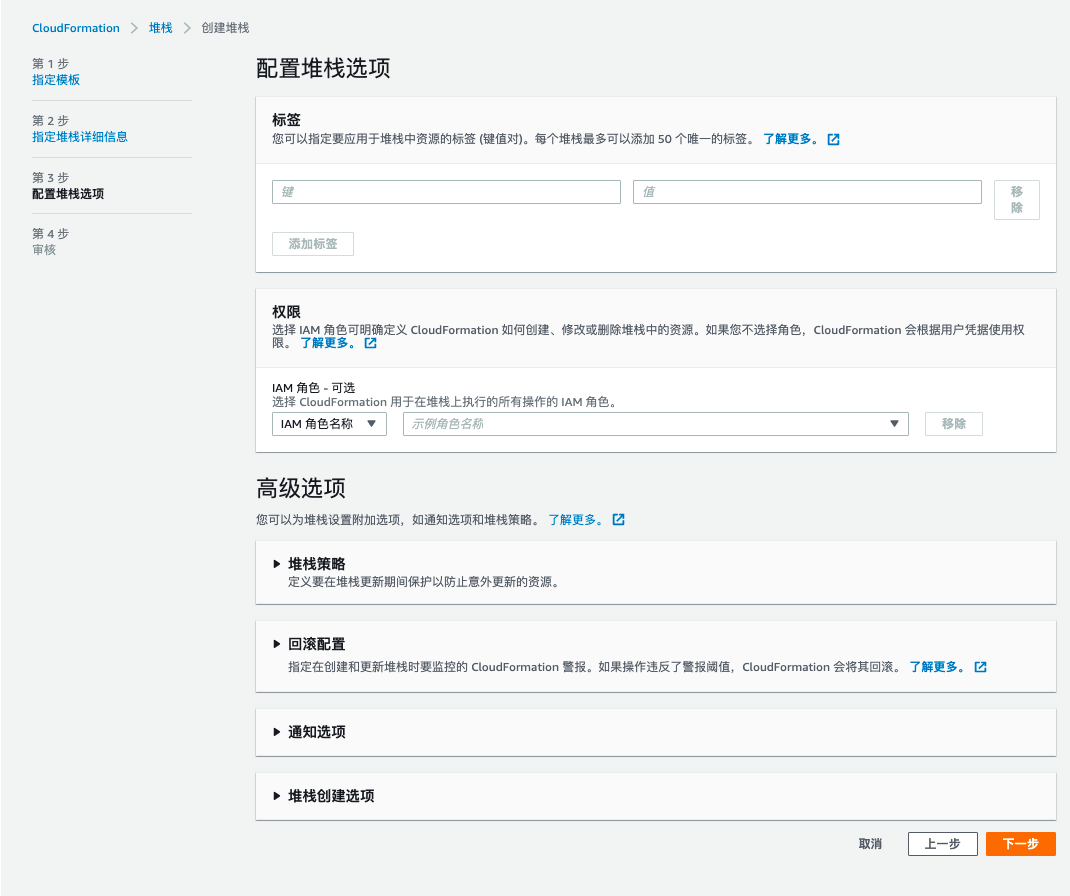 CloudFormation > 堆栈 > 创建堆栈
第 1 步
指定模板
第 2 步
指定堆栈详细信息
第 3 步
配置堆栈选项
第 4 步
审核
配置堆栈选项
标签
您可以指定要应用于堆栈中资源的标签 (键值对)。每个堆栈最多可以添加 50 个唯一的标签。 了解更多。
键 值 移
除
添加标签
权限
选择 IAM 角色可明确定义 CloudFormation 如何创建、修改或删除堆栈中的资源。如果您不选择角色，CloudFormation 会根据用户凭据使用权
限。 了解更多。
IAM 角色 - 可选
选择 CloudFormation 用于在堆栈上执行的所有操作的 IAM 角色。
IAM 角色名称 示例角色名称 移除
高级选项
您可以为堆栈设置附加选项，如通知选项和堆栈策略。 了解更多。
堆栈策略
定义要在堆栈更新期间保护以防止意外更新的资源。
回滚配置
指定在创建和更新堆栈时要监控的 CloudFormation 警报。如果操作违反了警报阈值，CloudFormation 会将其回滚。 了解更多。
通知选项
堆栈创建选项
取消 上一步 下一步